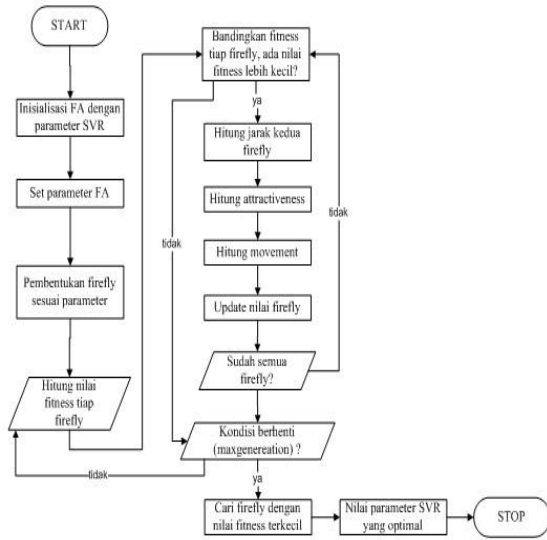 START
Inisialisasi FA dengan
parameter SVR
Set parameter FA
Pembentukan firefly
sesuai parameter
Hitung nilai
fitness tiap
firefly
Bandingkan fitness
tiap firefly, ada nilai
fitness lebih kecil?
ya
Hitung jarak kedua
firefly
Hitung attractiveness
Hitung movement
Update nilai firefly
Sudah semua
firefly?
tidak
tidak
Kondisi berhenti
(maxgenereation) ?
tidak
ya
Cari firefly dengan
nilai fitness terkecil
Nilai parameter SVR
yang optimal
STOP